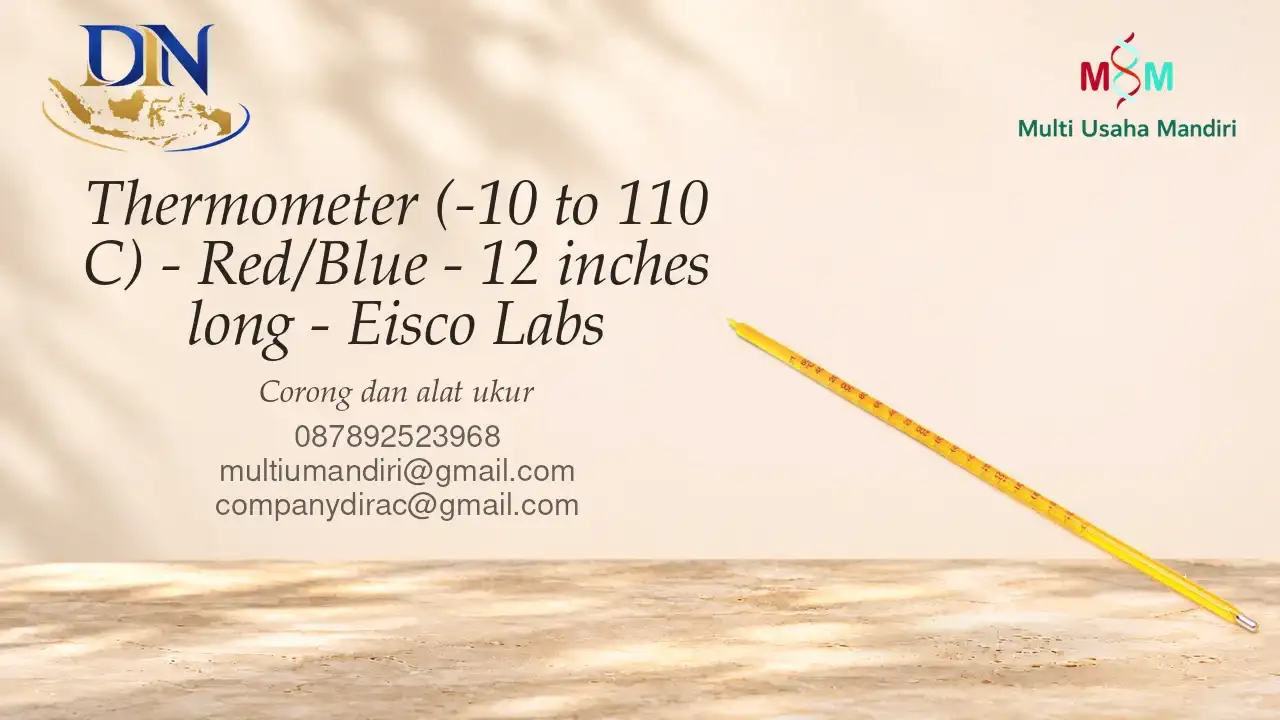 DN
MSM
Multi Usaha Mandiri
Thermometer (-10 to 110
C) - Red/Blue - 12 inches
long - Eisco Labs
Corong dan alat ukur
087892523968
multiumandiri@gmail.com
companydirac@gmail.com